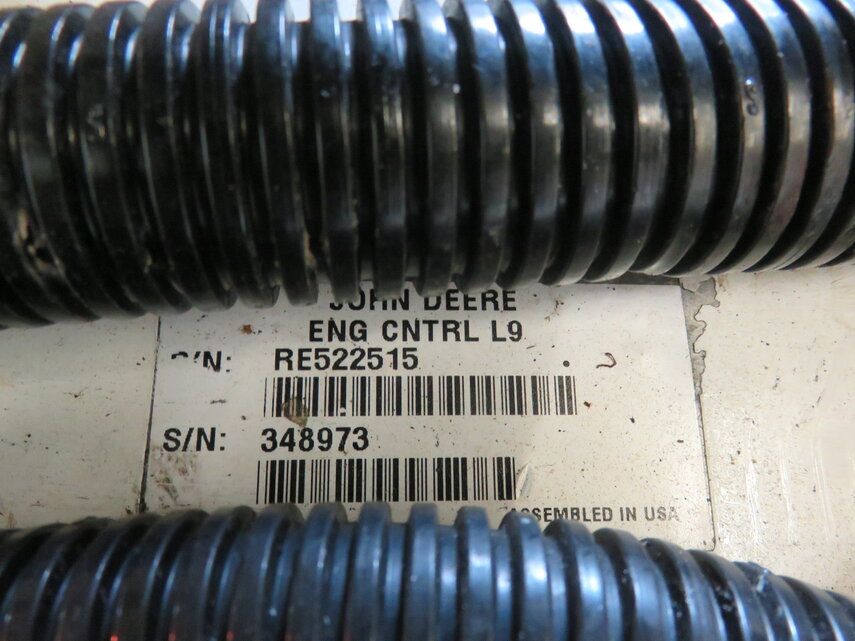 JOHN DEERE
ENG CNTRL L9
P/N: RE522515
S/N: 348973
ASSEMBLED IN USA